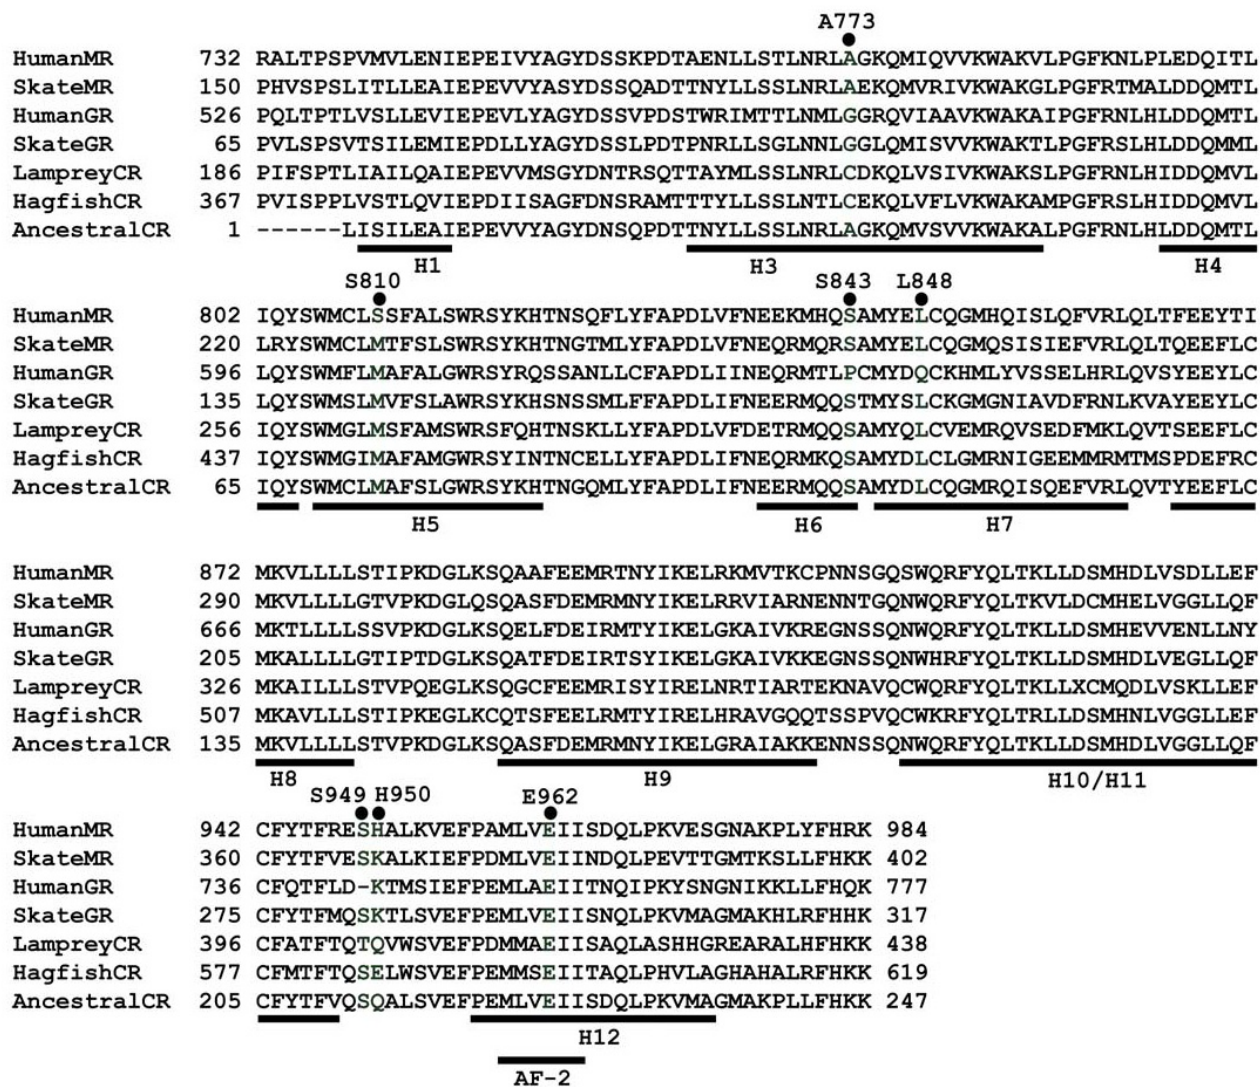 A773
HumanMR 732 RALTPSPVMVLENIEPEIVYAGYDSSKPDTAENLLSTLNRLAGKQMIQVVKWAKVLPGFKNLPLEDQITL
SkateMR 150 PHVSPSLITLLEAIEPEIVYASYDSSQADTTNYLLSSLNRLAEKQMVRIVKWAKGLPGFRTMALDDQMTL
HumanGR 526 PQLTPTLVSLLEVIEPEVLYAGYDSSVPDSTWRIMTTLNMLGGRQVIAAVKWAKAIPGFRNLHLDDQMTL
SkateGR 65 PVLSPSVTSILEMIEPDLLYAGYDSSLPDTPNRLLSGLNNLGGLQMISVVKWAKTLPGFRSLHLDDQMML
LampreyCR 186 PIFSPTLIAILQAIEPEVVMSGYDNTRSQTTAYMLSSLNRLCDKQLVSIVKWAKSLPGFRNLHIDDQMVL
HagfishCR 367 PVISPPLVSTLQVIEPDIISAGFDNSRAMTTTYLLSSLNTLCEKQLVFLVKWAKAMPGFRSLHIDDQMVL
AncestralCR 1 ------LISILEAIEPEVVYAGYDNSQPDTTNYLLSSLNRLAGKQMVSVVKWAKALPGFRNLHLDDQMTL
H1 H3 H4
S810 S843 L848
HumanMR 802 IQYSWMCLSSFALSWRSYKHTNSQFLYFAPDLVFNEEKMHQSAMYELCQGMHQISLQFVRLQLTFEEYTI
SkateMR 220 LRYSWMCLMTFSLSWRSYKHTNGTMLYFAPDLVFNEQRMQRSAMYELCQGMQSISIEFVRLQLTQEEFLC
HumanGR 596 LQYSWMFLMAFALGWRSYRQSSANLLCFAPDLIINEQRMTLPCMYDQCKHMLYVSSELHRLQVSYEEYLC
SkateGR 135 LQYSWMSLMVFSLAWRSYKHSNSSMLFFAPDLIFNEERMQQSTMYSLCKGMGNIAVDFRNLKVAYEEYLC
LampreyCR 256 IQYSWMGLMSFAMSWRSFQHTNSKLLYFAPDLVFDETRMQQSAMYQLCVEMRQVSEDFMKLQVTSEEFLC
HagfishCR 437 IQYSWMGIMAFAMGWRSYINTNCELLYFAPDLIFNEQRMKQSAMYDLCLGMRNIGEEMMRMTMSPDEFRC
AncestralCR 65 IQYSWMCLMAFSLGWRSYKHTNGQMLYFAPDLIFNEERMQQSAMYDLCQGMRQISQEFVRLQVTYEEFLC
H5 H6 H7
HumanMR 872 MKVLLLLSTIPKDGLKSQAAFEEMRTNYIKELRKMVTKCPNNSGQSWQRFYQLTKLLDSMHDLVSDLLEF
SkateMR 290 MKVLLLLGTVPKDGLQSQASFDEMRMNYIKELRRVIARNENNTGQNWQRFYQLTKVLDCMHELVGGLLQF
HumanGR 666 MKTLLLLSSVPKDGLKSQELFDEIRMTYIKELGKAIVKREGNSSQNWQRFYQLTKLLDSMHEVVENLLNY
SkateGR 205 MKALLLLGTIPTDGLKSQATFDEIRTSYIKELGKAIVKKEGNSSQNWHRFYQLTKLLDSMHDLVEGLLQF
LampreyCR 326 MKAILLLSTVPQEGLKSQGCFEEMRISYIRELNRTIARTEKNAVQCWQRFYQLTKLLXCMQDLVSKLLEF
HagfishCR 507 MKAVLLLSTIPKEGLKCQTSFEELRMTYIRELHRAVGQQTSSPVQCWKRFYQLTRLLDSMHNLVGGLLEF
AncestralCR 135 MKVLLLLSTVPKDGLKSQASFDEMRMNYIKELGRAIAKKENNSSQNWQRFYQLTKLLDSMHDLVGGLLQF
H8 H9 H10/H11
S949 H950 E962
HumanMR 942 CFYTFRESHALKVEFPAMLVEIISDQLPKVESGNAKPLYFHRK 984
SkateMR 360 CFYTFVESKALKIEFPDMLVEIINDQLPEVTTGMTKSLLFHKK 402
HumanGR 736 CFQTFLD-KTMSIEFPEMLAEIITNQIPKYSNGNIKKLLFHQK 777
SkateGR 275 CFYTFMQSKTLSVEFPEMLVEIISNQLPKVMAGMAKHLRFHHK 317
LampreyCR 396 CFATFTQTQVWSVEFPDMMAEIISAQLASHHGREARALHFHKK 438
HagfishCR 577 CFMTFTQSELWSVEFPEMMSEIITAQLPHVLAGHAHALRFHKK 619
AncestralCR 205 CFYTFVQSQALSVEFPEMLVEIISDQLPKVMAGMAKPLLFHKK 247
H12
AF-2